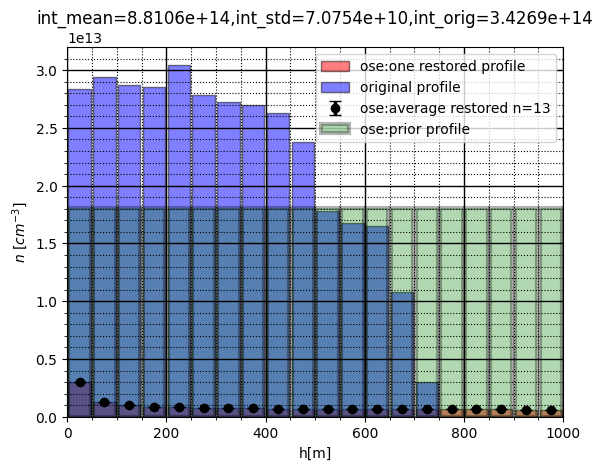 int_mean=8.8106e+14,int_std=7.0754e+10,int_orig=3.4269e+14
1e13
ose:one restored profile
original profile
ose:average restored n=13
ose:prior profile
3.0
2.5
2.0
1.5
1.0
0.5
0.0
n [cm⁻³]
0
200
400
600
800
1000
h[m]